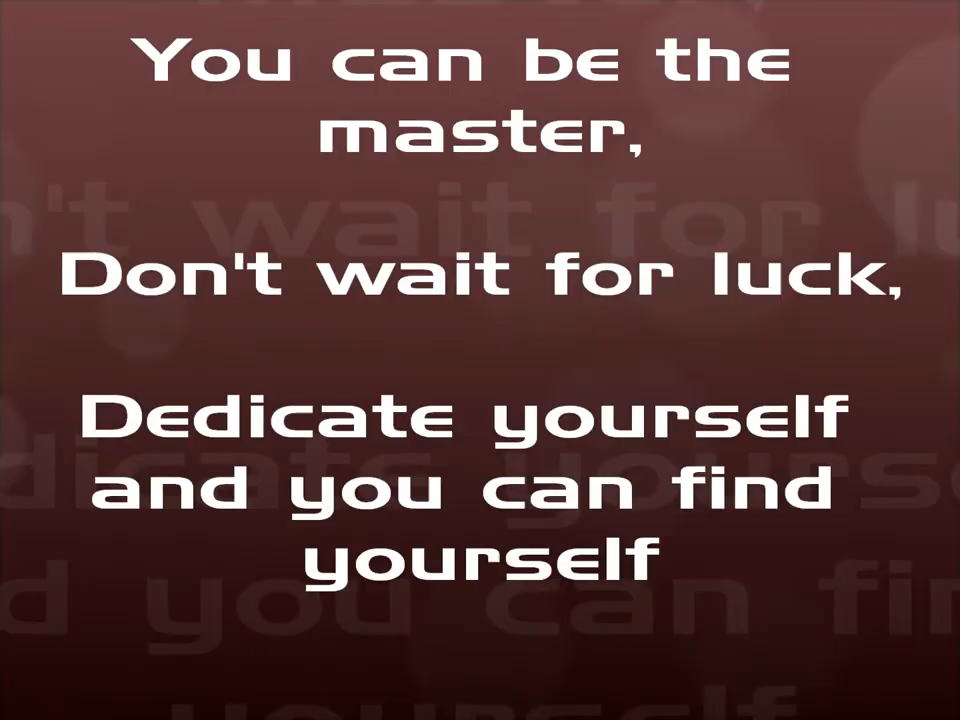 You can be the
master,
Don't wait for luck,
Dedicate yourself
and you can find
yourself